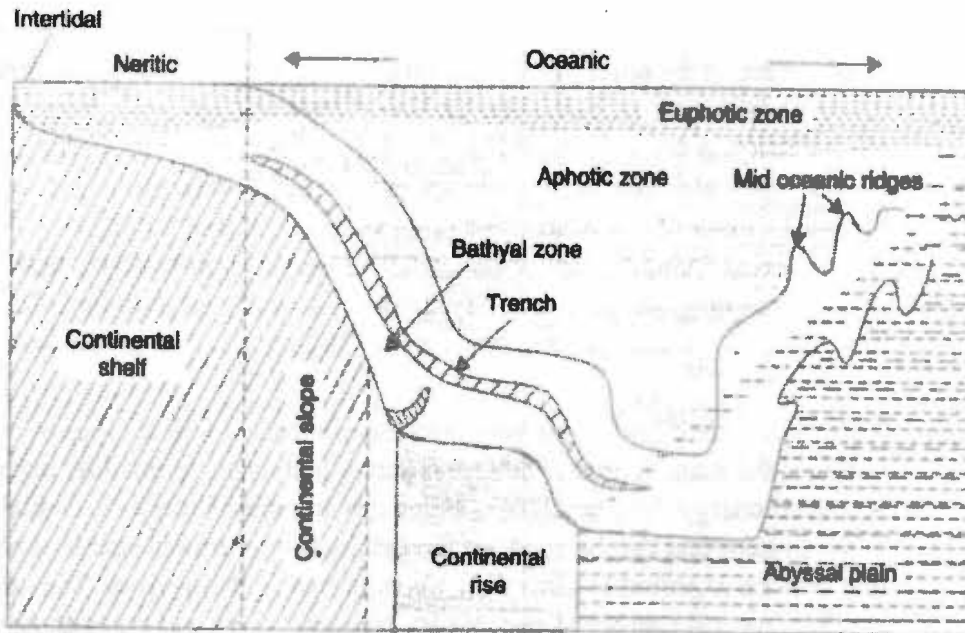 Intertidal
Neritic
Oceanic
Euphotic zone
Aphotic zone
Mid oceanic ridges
Bathyal zone
Trench
Continental
shelf
Continental slope
Continental
rise
Abyssal plain